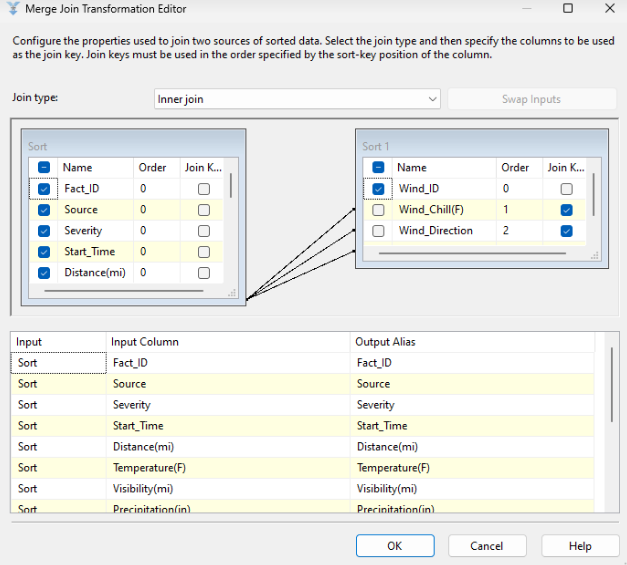 Merge Join Transformation Editor
Configure the properties used to join two sources of sorted data. Select the join type and then specify the columns to be used
as the join key. Join keys must be used in the order specified by the sort-key position of the column.
Join type: Inner join Swap Inputs
Sort
Name Order Join K...
Fact_ID 0
Source 0
Severity 0
Start_Time 0
Distance(mi) 0
Sort 1
Name Order Join K...
Wind_ID 0
Wind_Chill(F) 1
Wind_Direction 2
Input Input Column Output Alias
Sort Fact_ID Fact_ID
Sort Source Source
Sort Severity Severity
Sort Start_Time Start_Time
Sort Distance(mi) Distance(mi)
Sort Temperature(F) Temperature(F)
Sort Visibility(mi) Visibility(mi)
Sort Precipitation(in) Precipitation(in)
OK Cancel Help